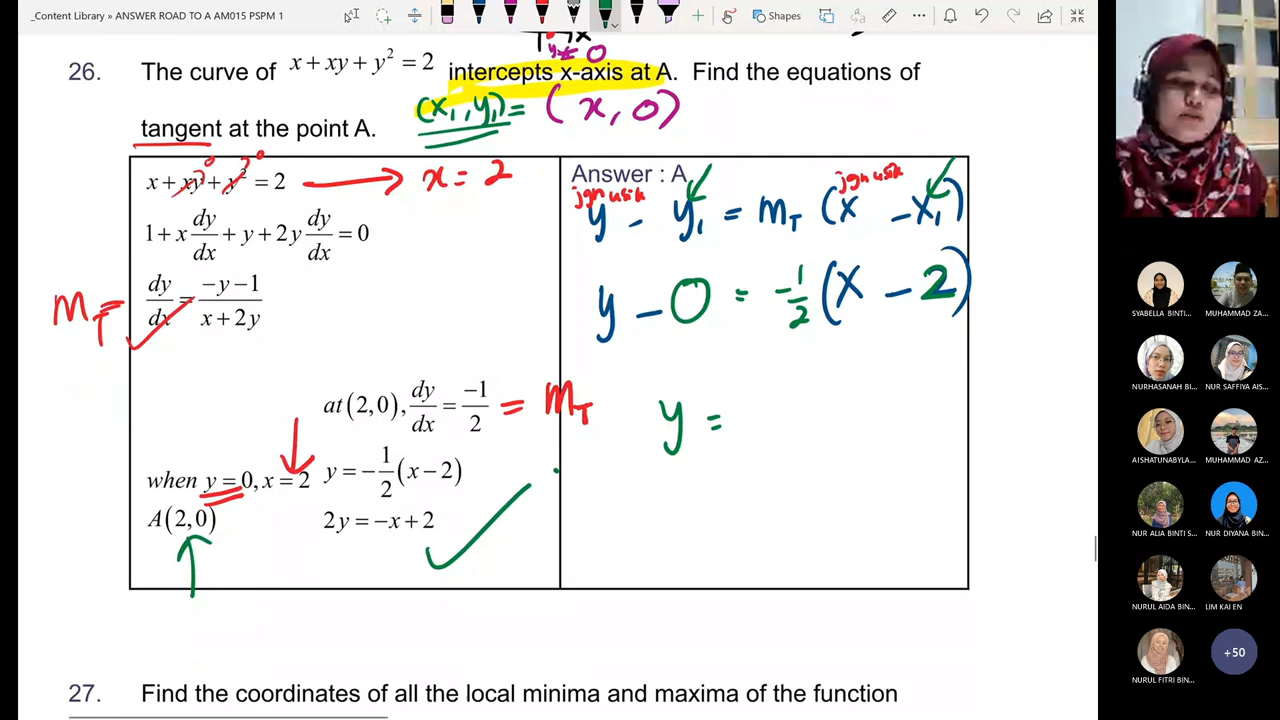 _Content Library » ANSWER ROAD TO A AM015 PSPM 1
Shapes
y = 0
26. The curve of x + xy + y² = 2 intercepts x-axis at A. Find the equations of
(x₁, y₁) = (x, 0)
tangent at the point A.
x + xy + y² = 2 → x = 2
0 0
1 + x dy/dx + y + 2y dy/dx = 0
M_T = dy/dx = (-y-1)/(x+2y)
at (2,0), dy/dx = -1/2 = M_T
when y = 0, x = 2
y = -1/2 (x-2)
A(2,0)
2y = -x + 2
Answer : A
jgn usik jgn usik
y - y₁ = m_T (x - x₁)
y - 0 = -1/2 (x - 2)
y =
27. Find the coordinates of all the local minima and maxima of the function
SYABELLA BINTI...
MUHAMMAD ZA...
NURHASANAH BI...
NUR SAFFIYA AIS...
AISHATUNABYLA...
MUHAMMAD AZ...
NUR ALIA BINTI S...
NUR DIYANA BIN...
NURUL AIDA BIN...
LIM KAI EN
NURUL FITRI BIN...
+50